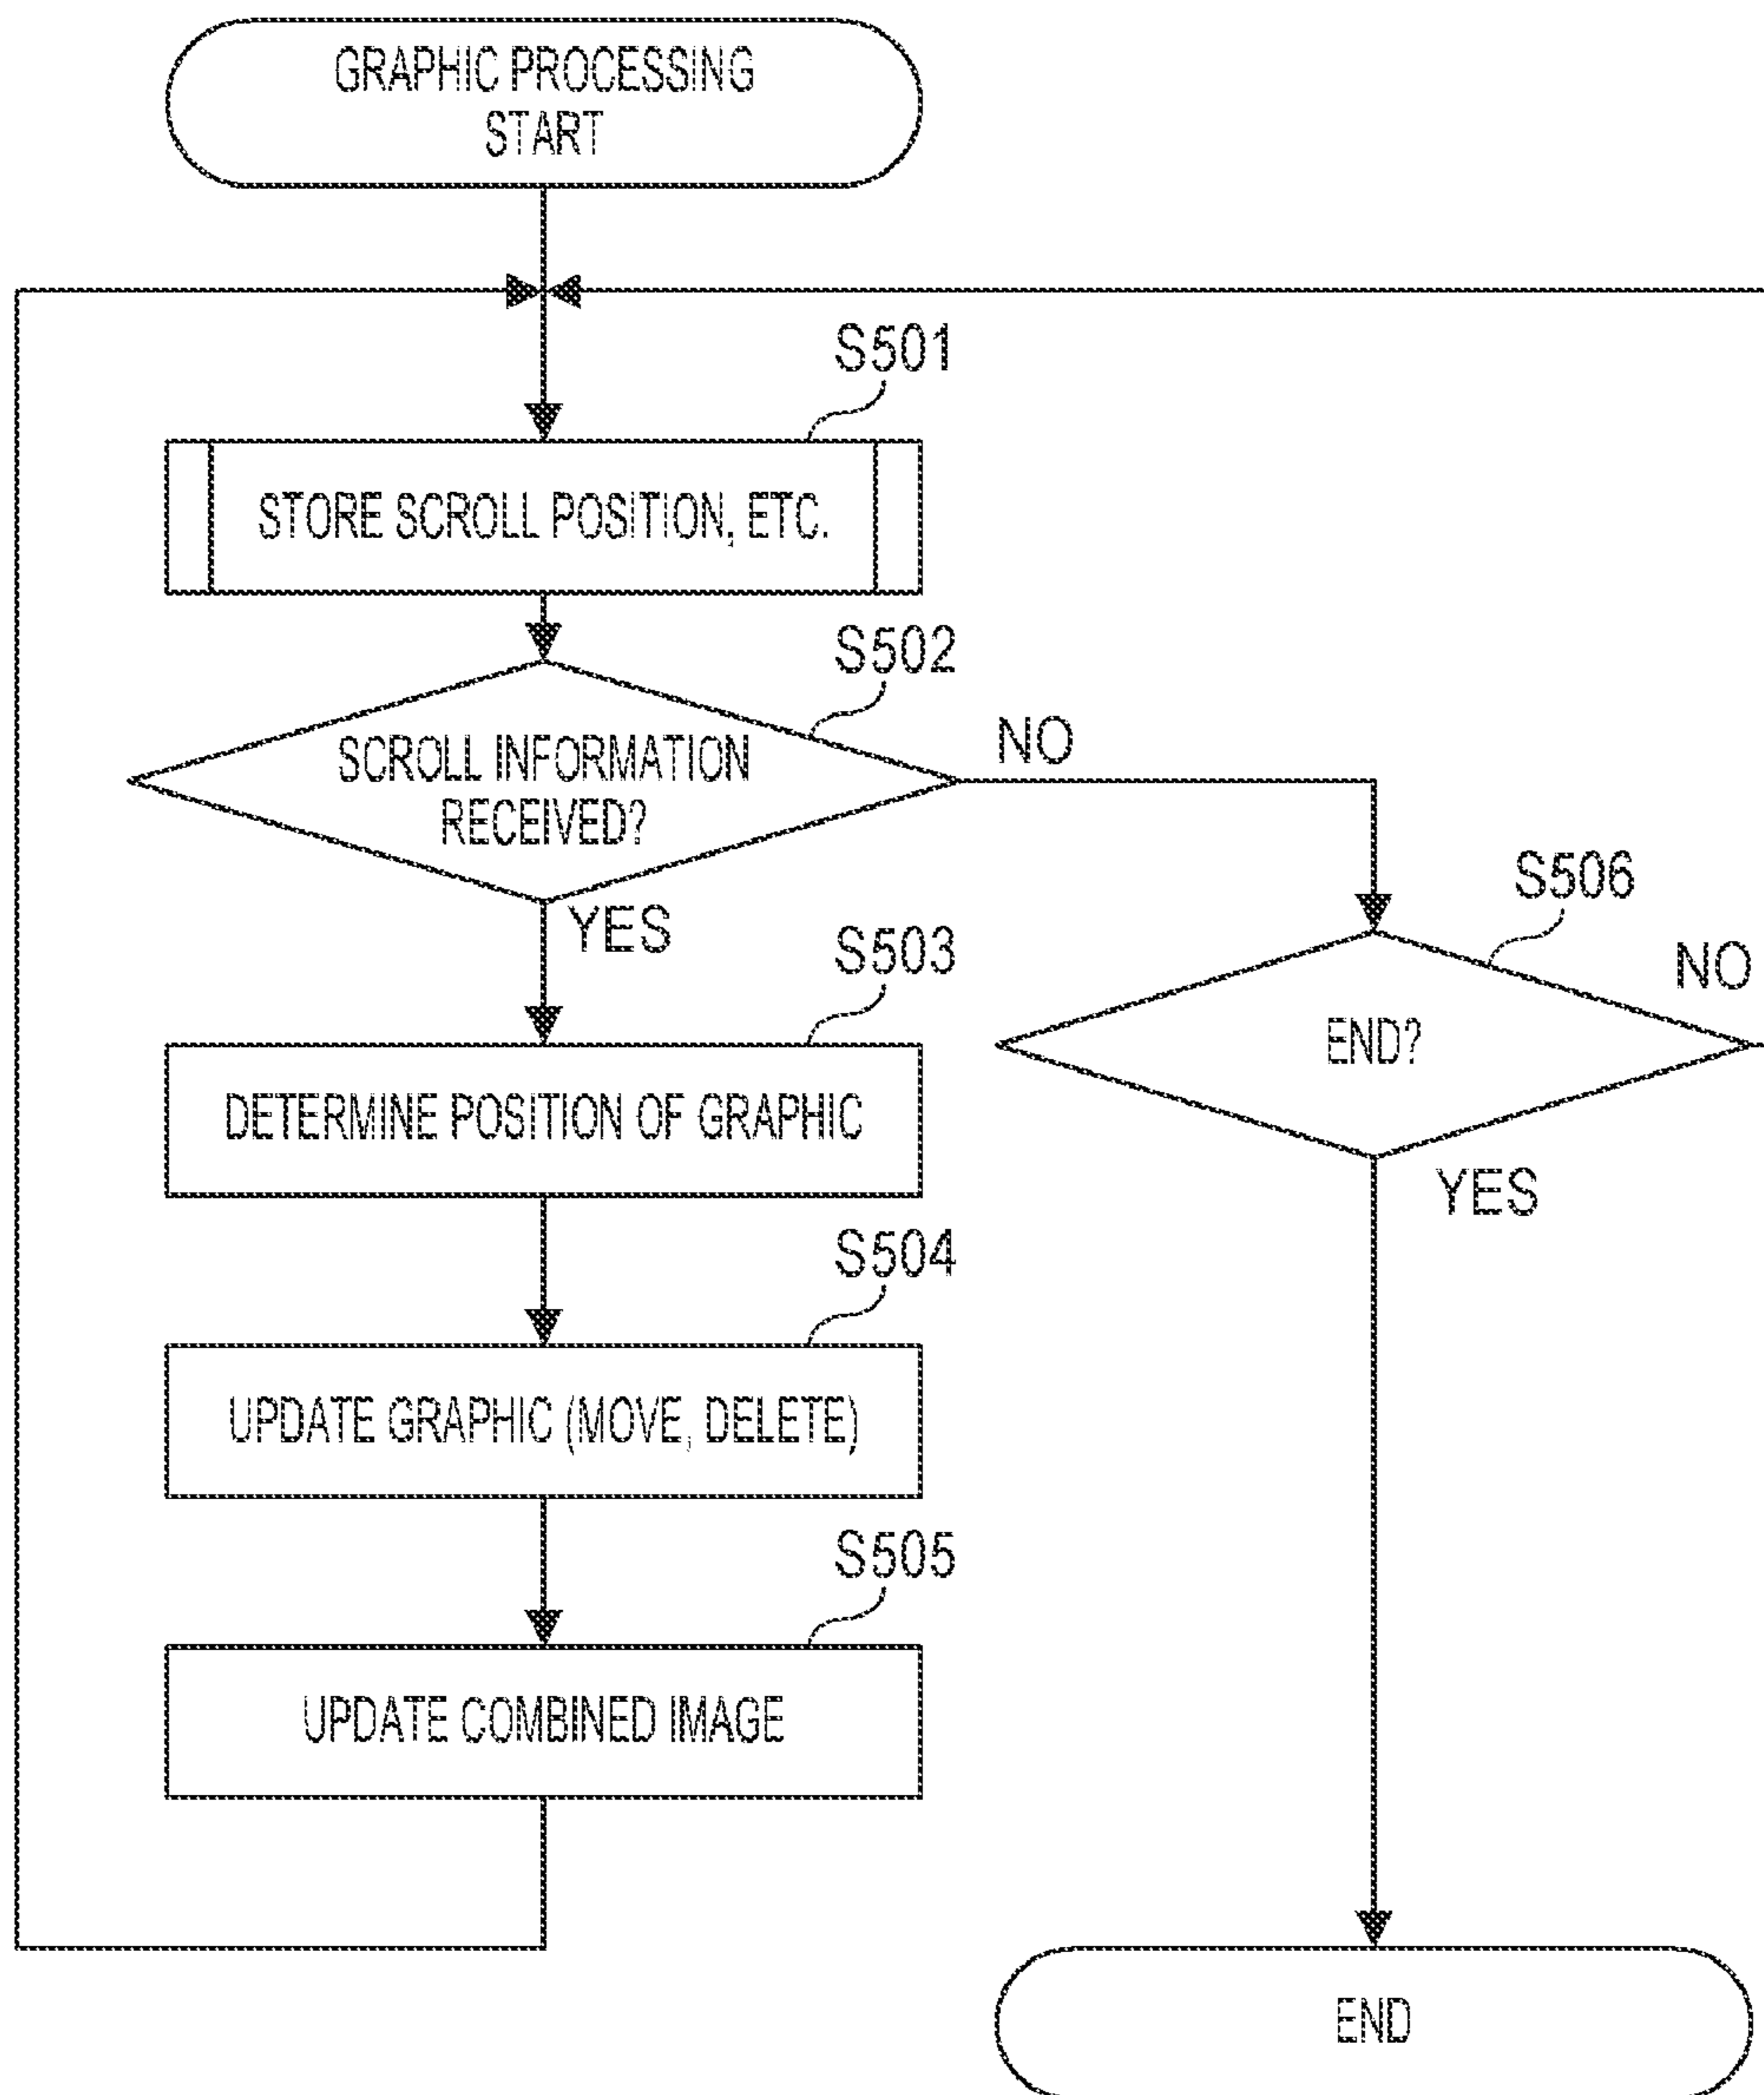 GRAPHIC PROCESSING
START
S501
STORE SCROLL POSITION, ETC.
S502
SCROLL INFORMATION
RECEIVED?
NO
YES
S506
END?
NO
YES
S503
DETERMINE POSITION OF GRAPHIC
S504
UPDATE GRAPHIC (MOVE, DELETE)
S505
UPDATE COMBINED IMAGE
END